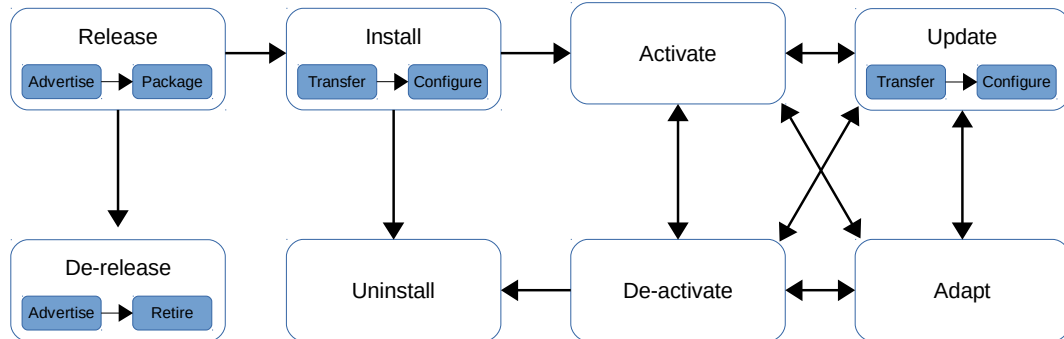 Release
Advertise
Package
Install
Transfer
Configure
Activate
Update
Transfer
Configure
De-release
Advertise
Retire
Uninstall
De-activate
Adapt